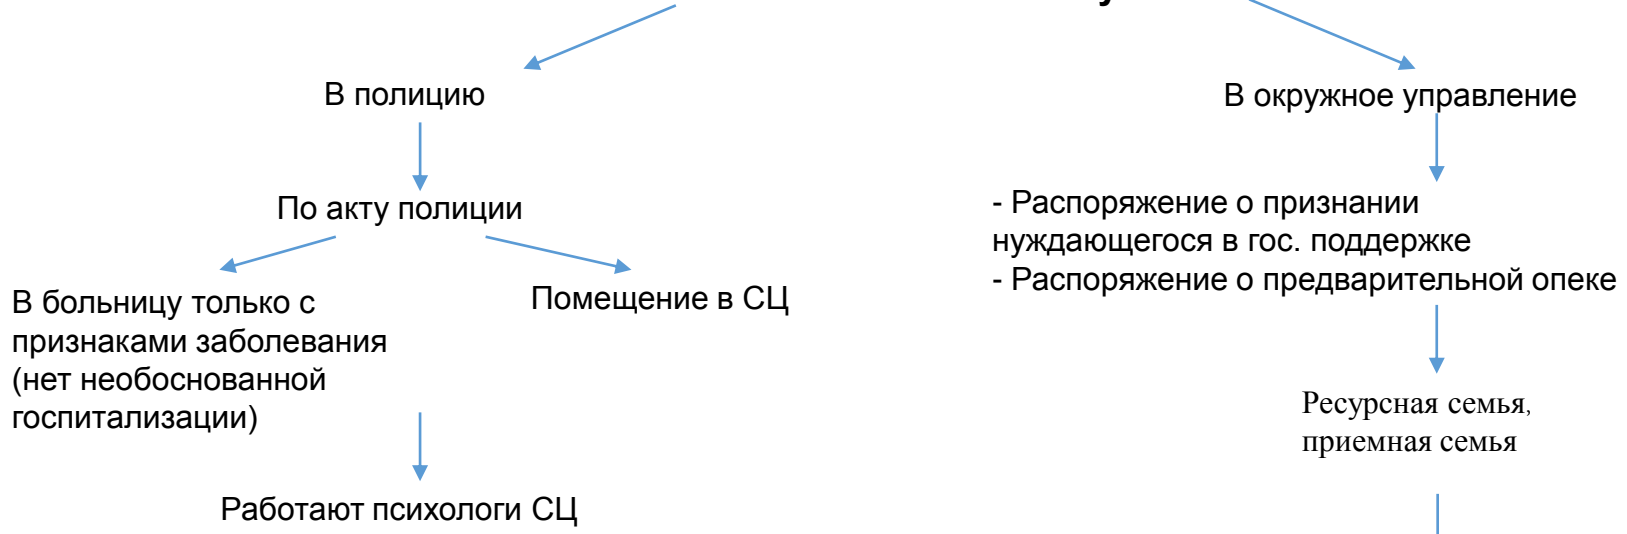 В полицию
По акту полиции
В больницу только с
признаками заболевания
(нет необоснованной
госпитализации)
Помещение в СЦ
Работают психологи СЦ
В окружное управление
- Распоряжение о признании
нуждающегося в гос. поддержке
- Распоряжение о предварительной опеке
Ресурсная семья,
приемная семья